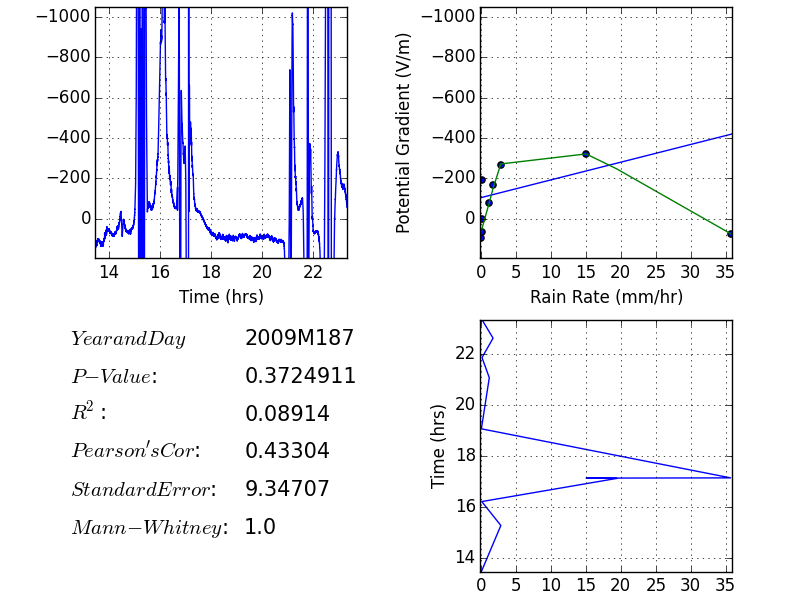 −1000
−800
−600
−400
−200
0
14 16 18 20 22
Time (hrs)
Potential Gradient (V/m)
−1000
−800
−600
−400
−200
0
0 5 10 15 20 25 30 35
Rain Rate (mm/hr)
YearandDay 2009M187
P−Value: 0.3724911
R²: 0.08914
Pearson'sCor: 0.43304
StandardError: 9.34707
Mann−Whitney: 1.0
Time (hrs)
22
20
18
16
14
0 5 10 15 20 25 30 35